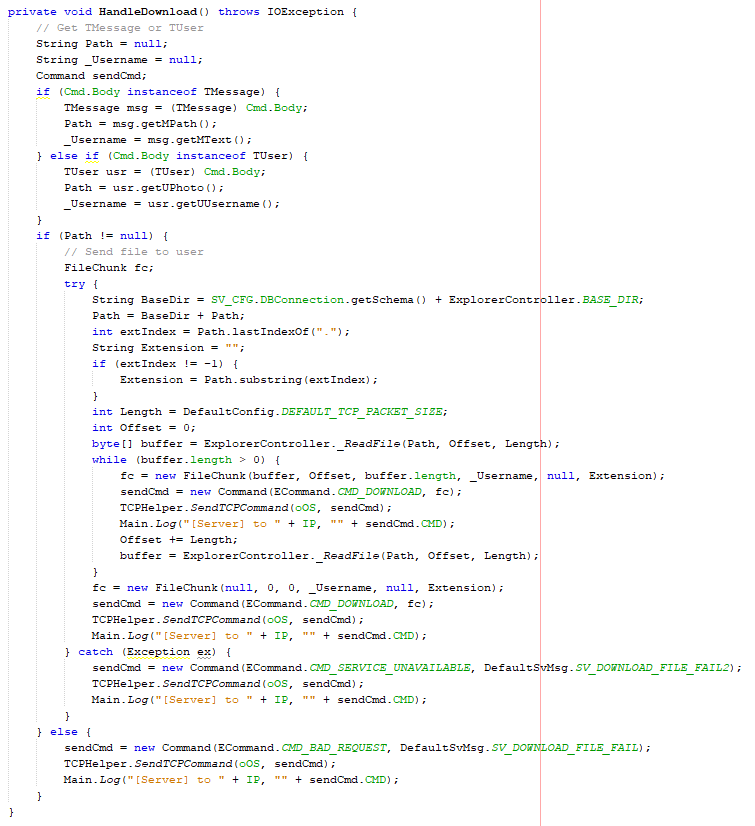 private void HandleDownload() throws IOException {
    // Get TMessage or TUser
    String Path = null;
    String _Username = null;
    Command sendCmd;
    if (Cmd.Body instanceof TMessage) {
        TMessage msg = (TMessage) Cmd.Body;
        Path = msg.getMPath();
        _Username = msg.getMText();
    } else if (Cmd.Body instanceof TUser) {
        TUser usr = (TUser) Cmd.Body;
        Path = usr.getUPhoto();
        _Username = usr.getUUsername();
    }
    if (Path != null) {
        // Send file to user
        FileChunk fc;
        try {
            String BaseDir = SV_CFG.DBConnection.getSchema() + ExplorerController.BASE_DIR;
            Path = BaseDir + Path;
            int extIndex = Path.lastIndexOf(".");
            String Extension = "";
            if (extIndex != -1) {
                Extension = Path.substring(extIndex);
            }
            int Length = DefaultConfig.DEFAULT_TCP_PACKET_SIZE;
            int Offset = 0;
            byte[] buffer = ExplorerController._ReadFile(Path, Offset, Length);
            while (buffer.length > 0) {
                fc = new FileChunk(buffer, Offset, buffer.length, _Username, null, Extension);
                sendCmd = new Command(ECommand.CMD_DOWNLOAD, fc);
                TCPHelper.SendTCPCommand(oOS, sendCmd);
                Main.Log("[Server] to " + IP, "" + sendCmd.CMD);
                Offset += Length;
                buffer = ExplorerController._ReadFile(Path, Offset, Length);
            }
            fc = new FileChunk(null, 0, 0, _Username, null, Extension);
            sendCmd = new Command(ECommand.CMD_DOWNLOAD, fc);
            TCPHelper.SendTCPCommand(oOS, sendCmd);
            Main.Log("[Server] to " + IP, "" + sendCmd.CMD);
        } catch (Exception ex) {
            sendCmd = new Command(ECommand.CMD_SERVICE_UNAVAILABLE, DefaultSvMsg.SV_DOWNLOAD_FILE_FAIL2);
            TCPHelper.SendTCPCommand(oOS, sendCmd);
            Main.Log("[Server] to " + IP, "" + sendCmd.CMD);
        }
    } else {
        sendCmd = new Command(ECommand.CMD_BAD_REQUEST, DefaultSvMsg.SV_DOWNLOAD_FILE_FAIL);
        TCPHelper.SendTCPCommand(oOS, sendCmd);
        Main.Log("[Server] to " + IP, "" + sendCmd.CMD);
    }
}